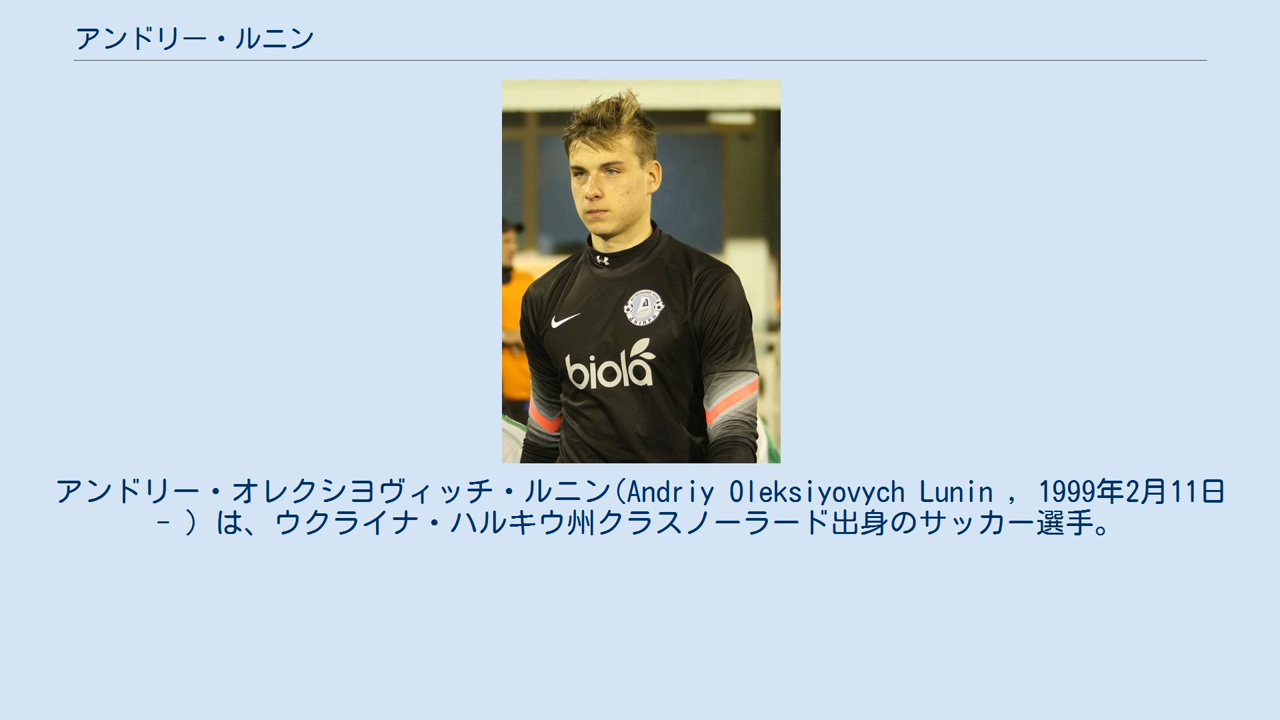 アンドリー・ルニン
biola
アンドリー・オレクシヨヴィッチ・ルニン(Andriy Oleksiyovych Lunin , 1999年2月11日
- ) は、ウクライナ・ハルキウ州クラスノーラード出身のサッカー選手。